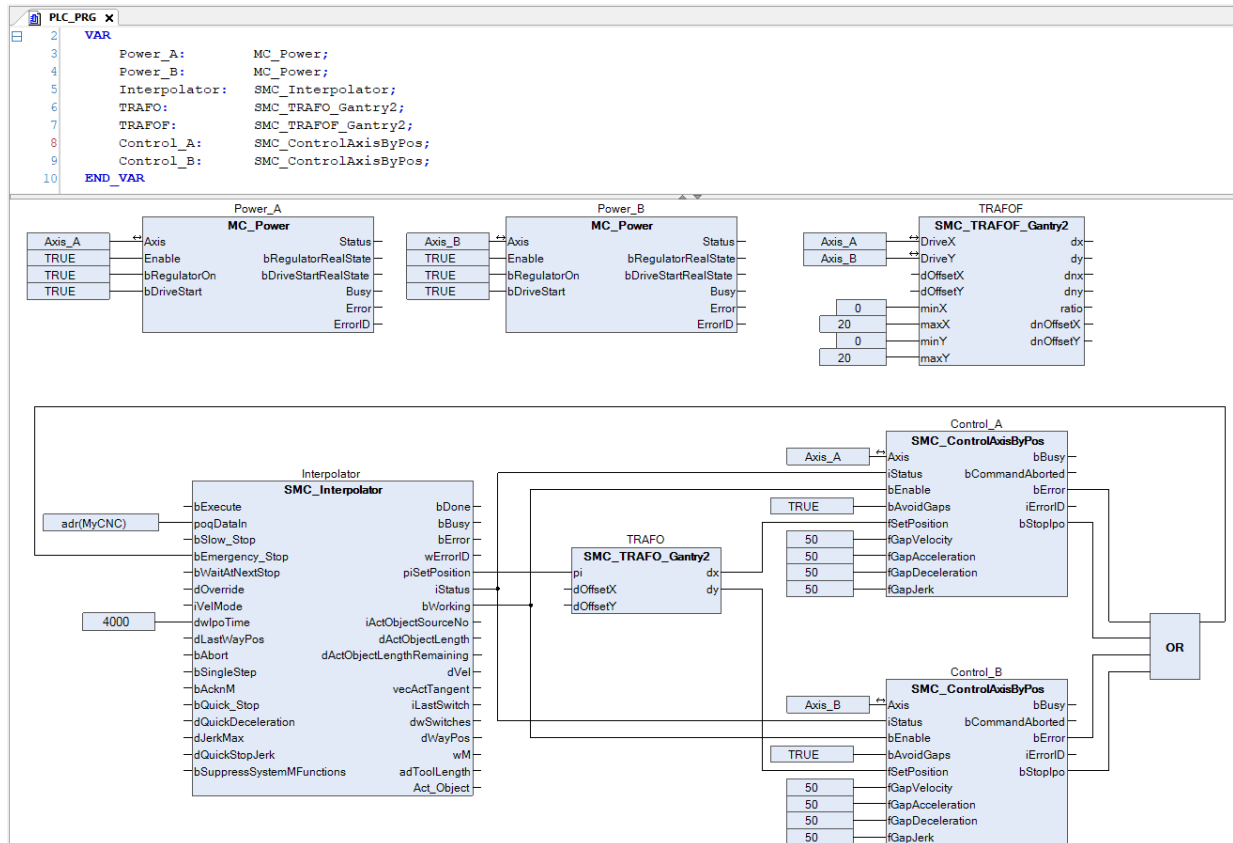 PLC_PRG
2 VAR
3 Power_A: MC_Power;
4 Power_B: MC_Power;
5 Interpolator: SMC_Interpolator;
6 TRAFO: SMC_TRAFO_Gantry2;
7 TRAFOF: SMC_TRAFOF_Gantry2;
8 Control_A: SMC_ControlAxisByPos;
9 Control_B: SMC_ControlAxisByPos;
10 END_VAR
Power_A
MC_Power
Axis_A Axis Status
TRUE Enable bRegulatorRealState
TRUE bRegulatorOn bDriveStartRealState
TRUE bDriveStart Busy
Error
ErrorID
Power_B
MC_Power
Axis_B Axis Status
TRUE Enable bRegulatorRealState
TRUE bRegulatorOn bDriveStartRealState
TRUE bDriveStart Busy
Error
ErrorID
TRAFOF
SMC_TRAFOF_Gantry2
Axis_A DriveX dx
Axis_B DriveY dy
dOffsetX dnx
dOffsetY dny
0 minX ratio
20 maxX dnOffsetX
0 minY dnOffsetY
20 maxY
Interpolator
SMC_Interpolator
bExecute bDone
adr(MyCNC) poqDataIn bBusy
bSlow_Stop bError
bEmergency_Stop wErrorID
bWaitAtNextStop piSetPosition
dOverride iStatus
iVelMode bWorking
4000 dwIpoTime iActObjectSourceNo
dLastWayPos dActObjectLength
bAbort dActObjectLengthRemaining
bSingleStep dVel
bAcknM vecActTangent
bQuick_Stop iLastSwitch
dQuickDeceleration dwSwitches
dJerkMax dWayPos
dQuickStopJerk wM
bSuppressSystemMFunctions adToolLength
Act_Object
TRAFO
SMC_TRAFO_Gantry2
pi dx
dOffsetX dy
dOffsetY
Control_A
SMC_ControlAxisByPos
Axis_A Axis bBusy
iStatus bCommandAborted
bEnable bError
TRUE bAvoidGaps iErrorID
fSetPosition bStopIpo
50 fGapVelocity
50 fGapAcceleration
50 fGapDeceleration
50 fGapJerk
OR
Control_B
SMC_ControlAxisByPos
Axis_B Axis bBusy
iStatus bCommandAborted
bEnable bError
TRUE bAvoidGaps iErrorID
fSetPosition bStopIpo
50 fGapVelocity
50 fGapAcceleration
50 fGapDeceleration
50 fGapJerk